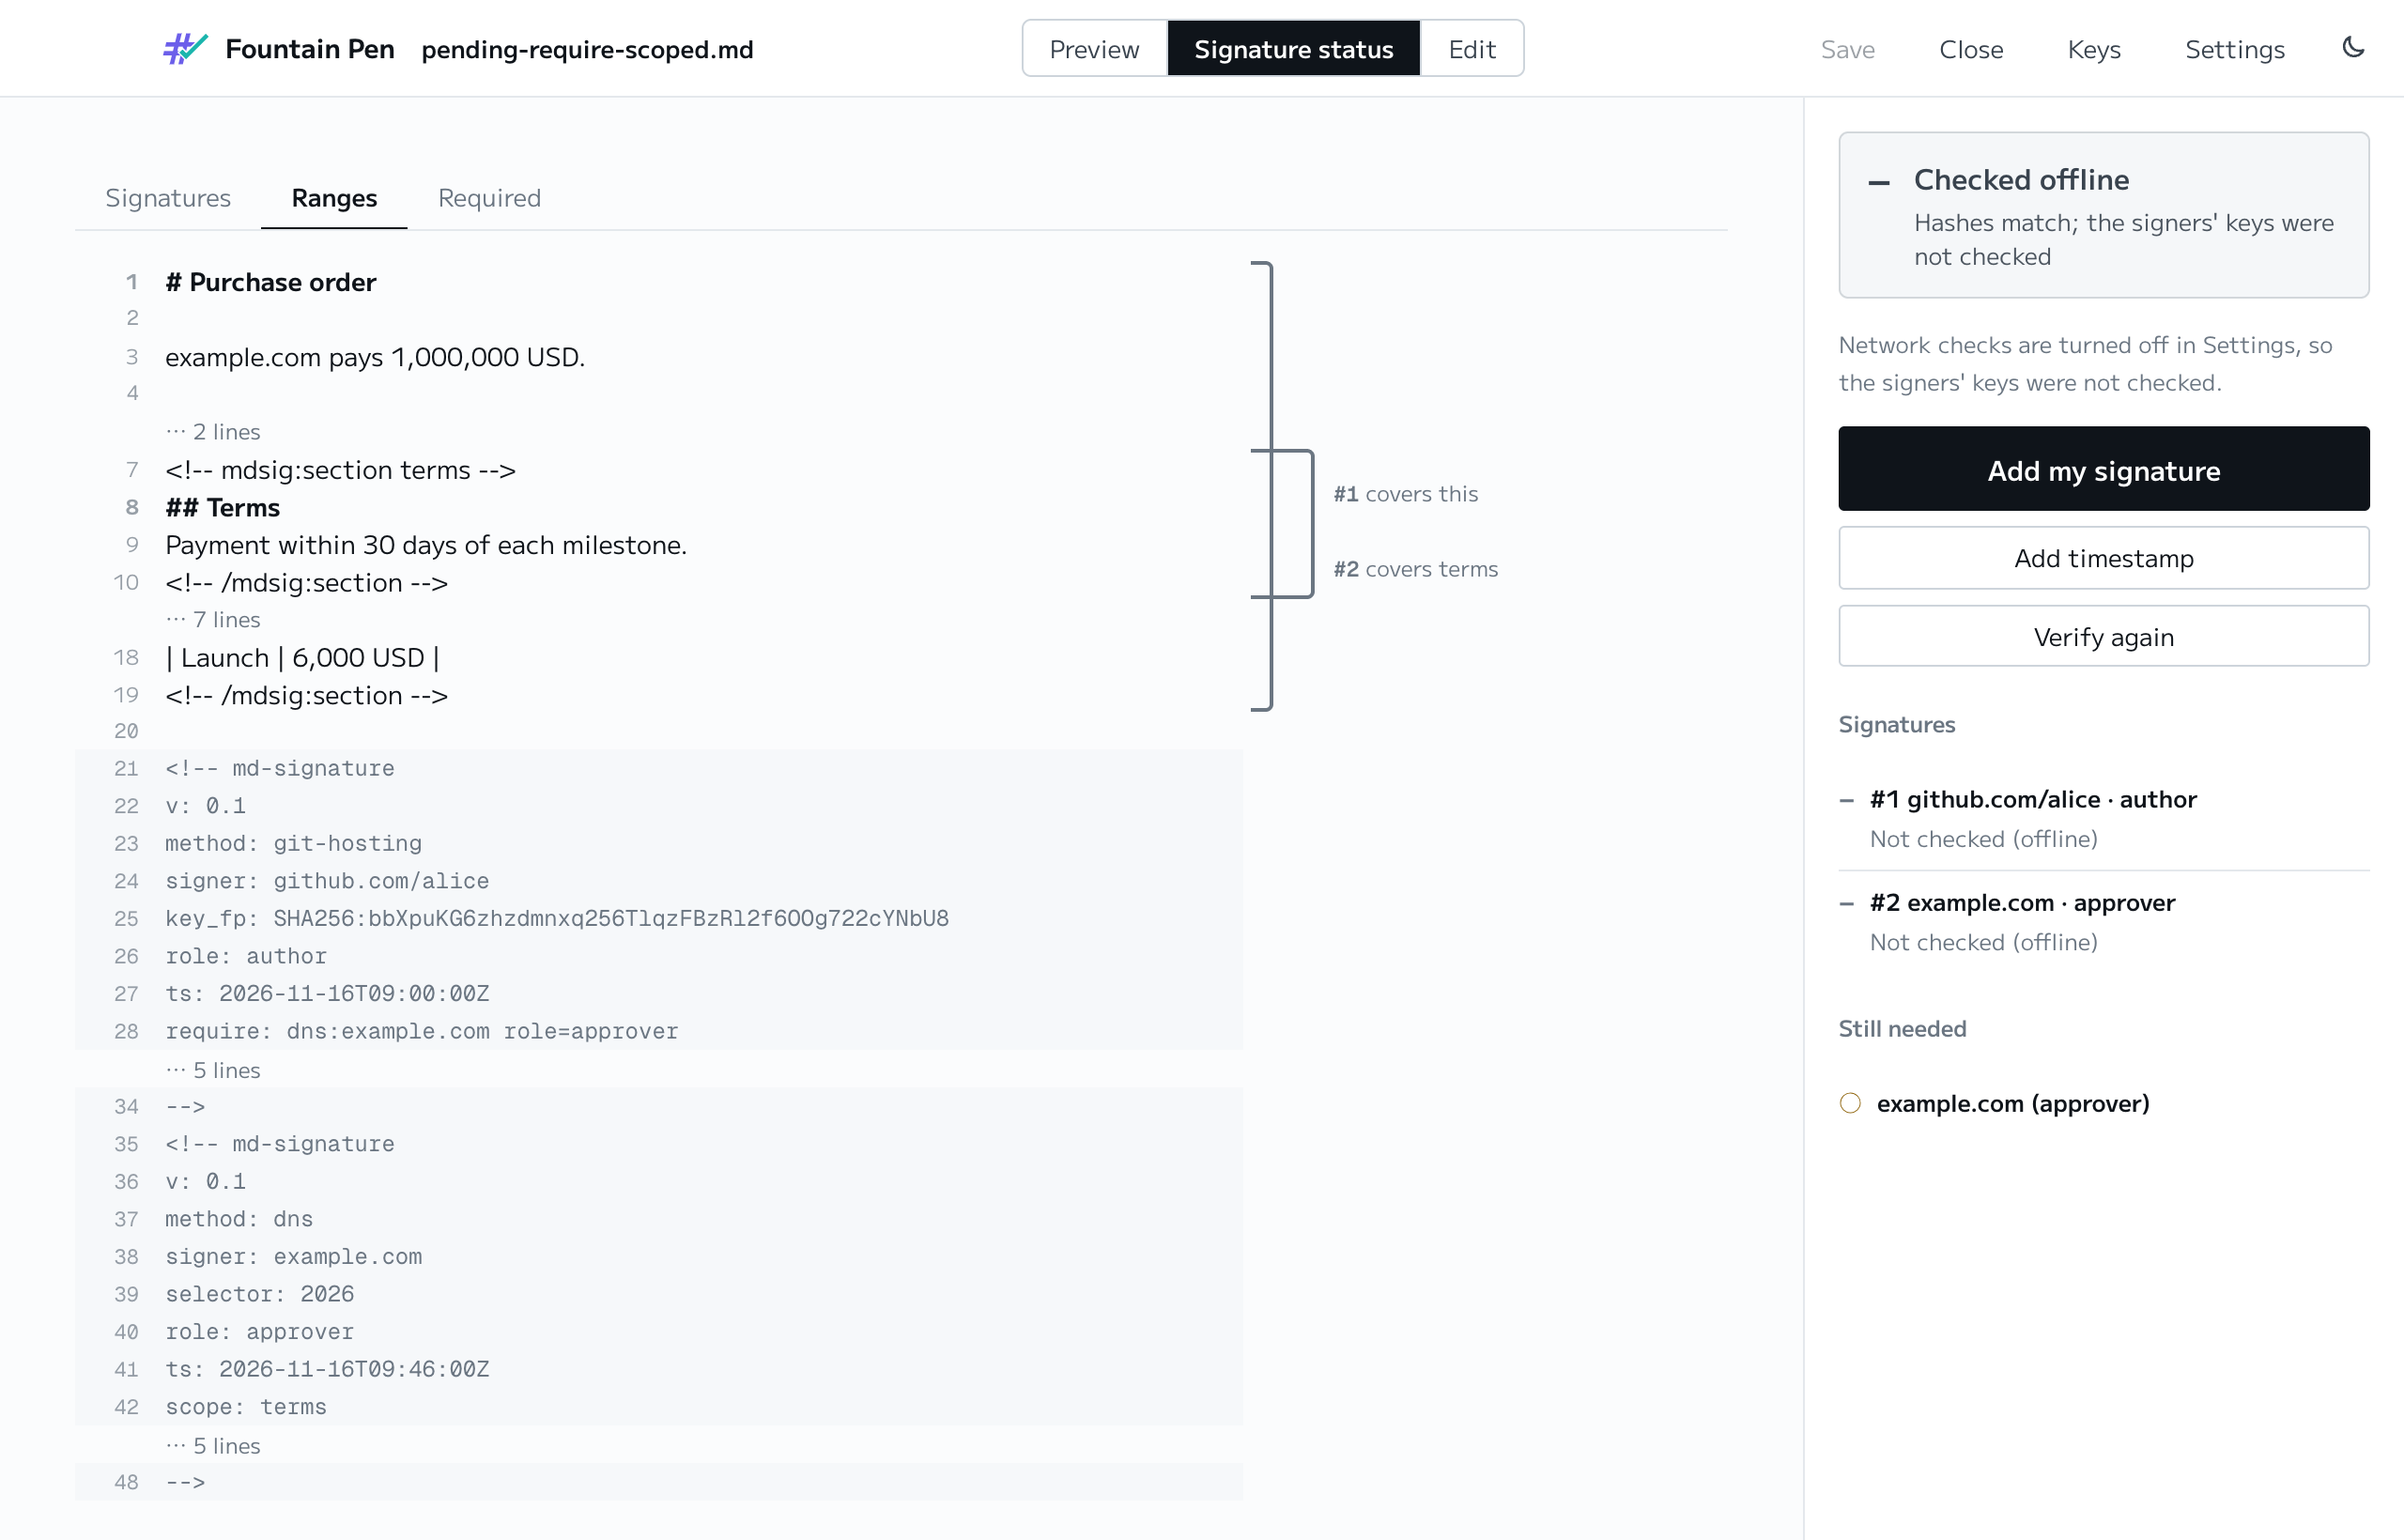 Fountain Pen pending-require-scoped.md
Preview Signature status Edit
Save Close Keys Settings
Signatures Ranges Required
1 # Purchase order
2
3 example.com pays 1,000,000 USD.
4
··· 2 lines
7 <!-- mdsig:section terms -->
8 ## Terms
9 Payment within 30 days of each milestone.
10 <!-- /mdsig:section -->
··· 7 lines
18 | Launch | 6,000 USD |
19 <!-- /mdsig:section -->
20
#1 covers this
#2 covers terms
21 <!-- md-signature
22 v: 0.1
23 method: git-hosting
24 signer: github.com/alice
25 key_fp: SHA256:bbXpuKG6zhzdmnxq256TlqzFBzRl2f6OOg722cYNbU8
26 role: author
27 ts: 2026-11-16T09:00:00Z
28 require: dns:example.com role=approver
··· 5 lines
34 -->
35 <!-- md-signature
36 v: 0.1
37 method: dns
38 signer: example.com
39 selector: 2026
40 role: approver
41 ts: 2026-11-16T09:46:00Z
42 scope: terms
··· 5 lines
48 -->
Checked offline
Hashes match; the signers' keys were
not checked
Network checks are turned off in Settings, so
the signers' keys were not checked.
Add my signature
Add timestamp
Verify again
Signatures
#1 github.com/alice · author
Not checked (offline)
#2 example.com · approver
Not checked (offline)
Still needed
example.com (approver)